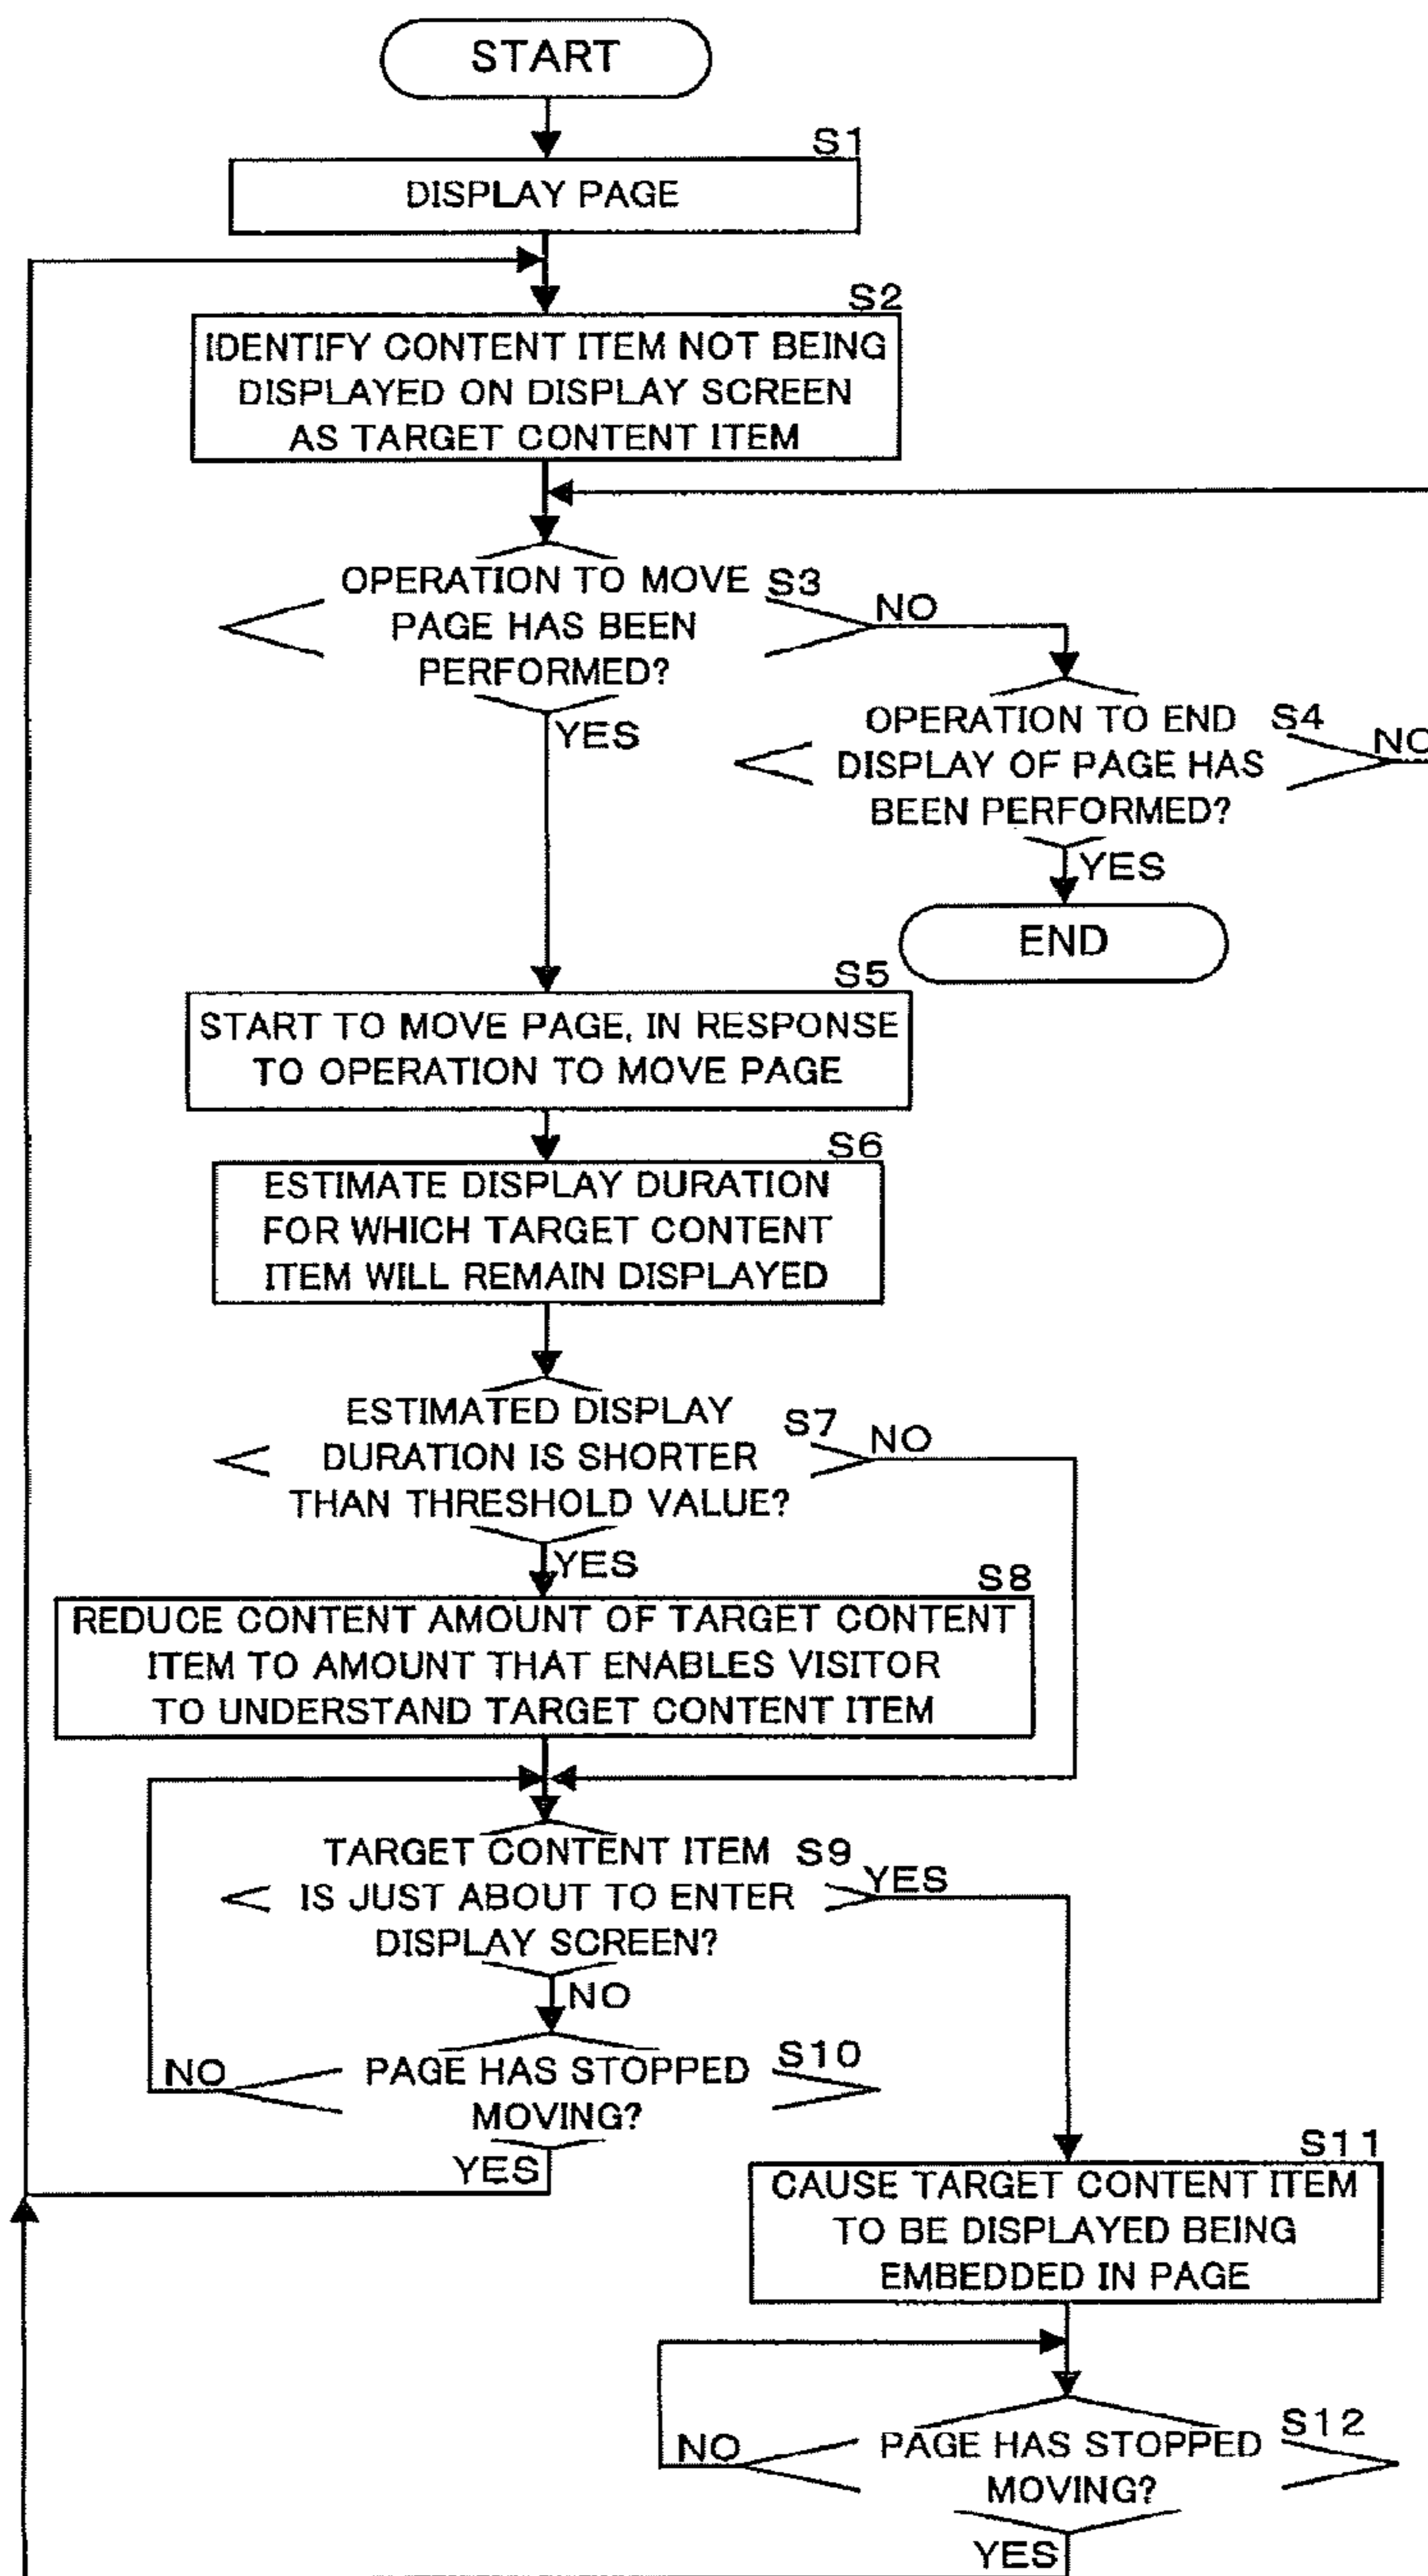 START
S1
DISPLAY PAGE
S2
IDENTIFY CONTENT ITEM NOT BEING
DISPLAYED ON DISPLAY SCREEN
AS TARGET CONTENT ITEM
OPERATION TO MOVE
PAGE HAS BEEN
PERFORMED?
S3
NO
YES
OPERATION TO END
DISPLAY OF PAGE HAS
BEEN PERFORMED?
S4
NO
YES
END
S5
START TO MOVE PAGE, IN RESPONSE
TO OPERATION TO MOVE PAGE
S6
ESTIMATE DISPLAY DURATION
FOR WHICH TARGET CONTENT
ITEM WILL REMAIN DISPLAYED
ESTIMATED DISPLAY
DURATION IS SHORTER
THAN THRESHOLD VALUE?
S7
NO
YES
S8
REDUCE CONTENT AMOUNT OF TARGET CONTENT
ITEM TO AMOUNT THAT ENABLES VISITOR
TO UNDERSTAND TARGET CONTENT ITEM
TARGET CONTENT ITEM
IS JUST ABOUT TO ENTER
DISPLAY SCREEN?
S9
YES
NO
PAGE HAS STOPPED
MOVING?
S10
NO
YES
S11
CAUSE TARGET CONTENT ITEM
TO BE DISPLAYED BEING
EMBEDDED IN PAGE
PAGE HAS STOPPED
MOVING?
S12
NO
YES